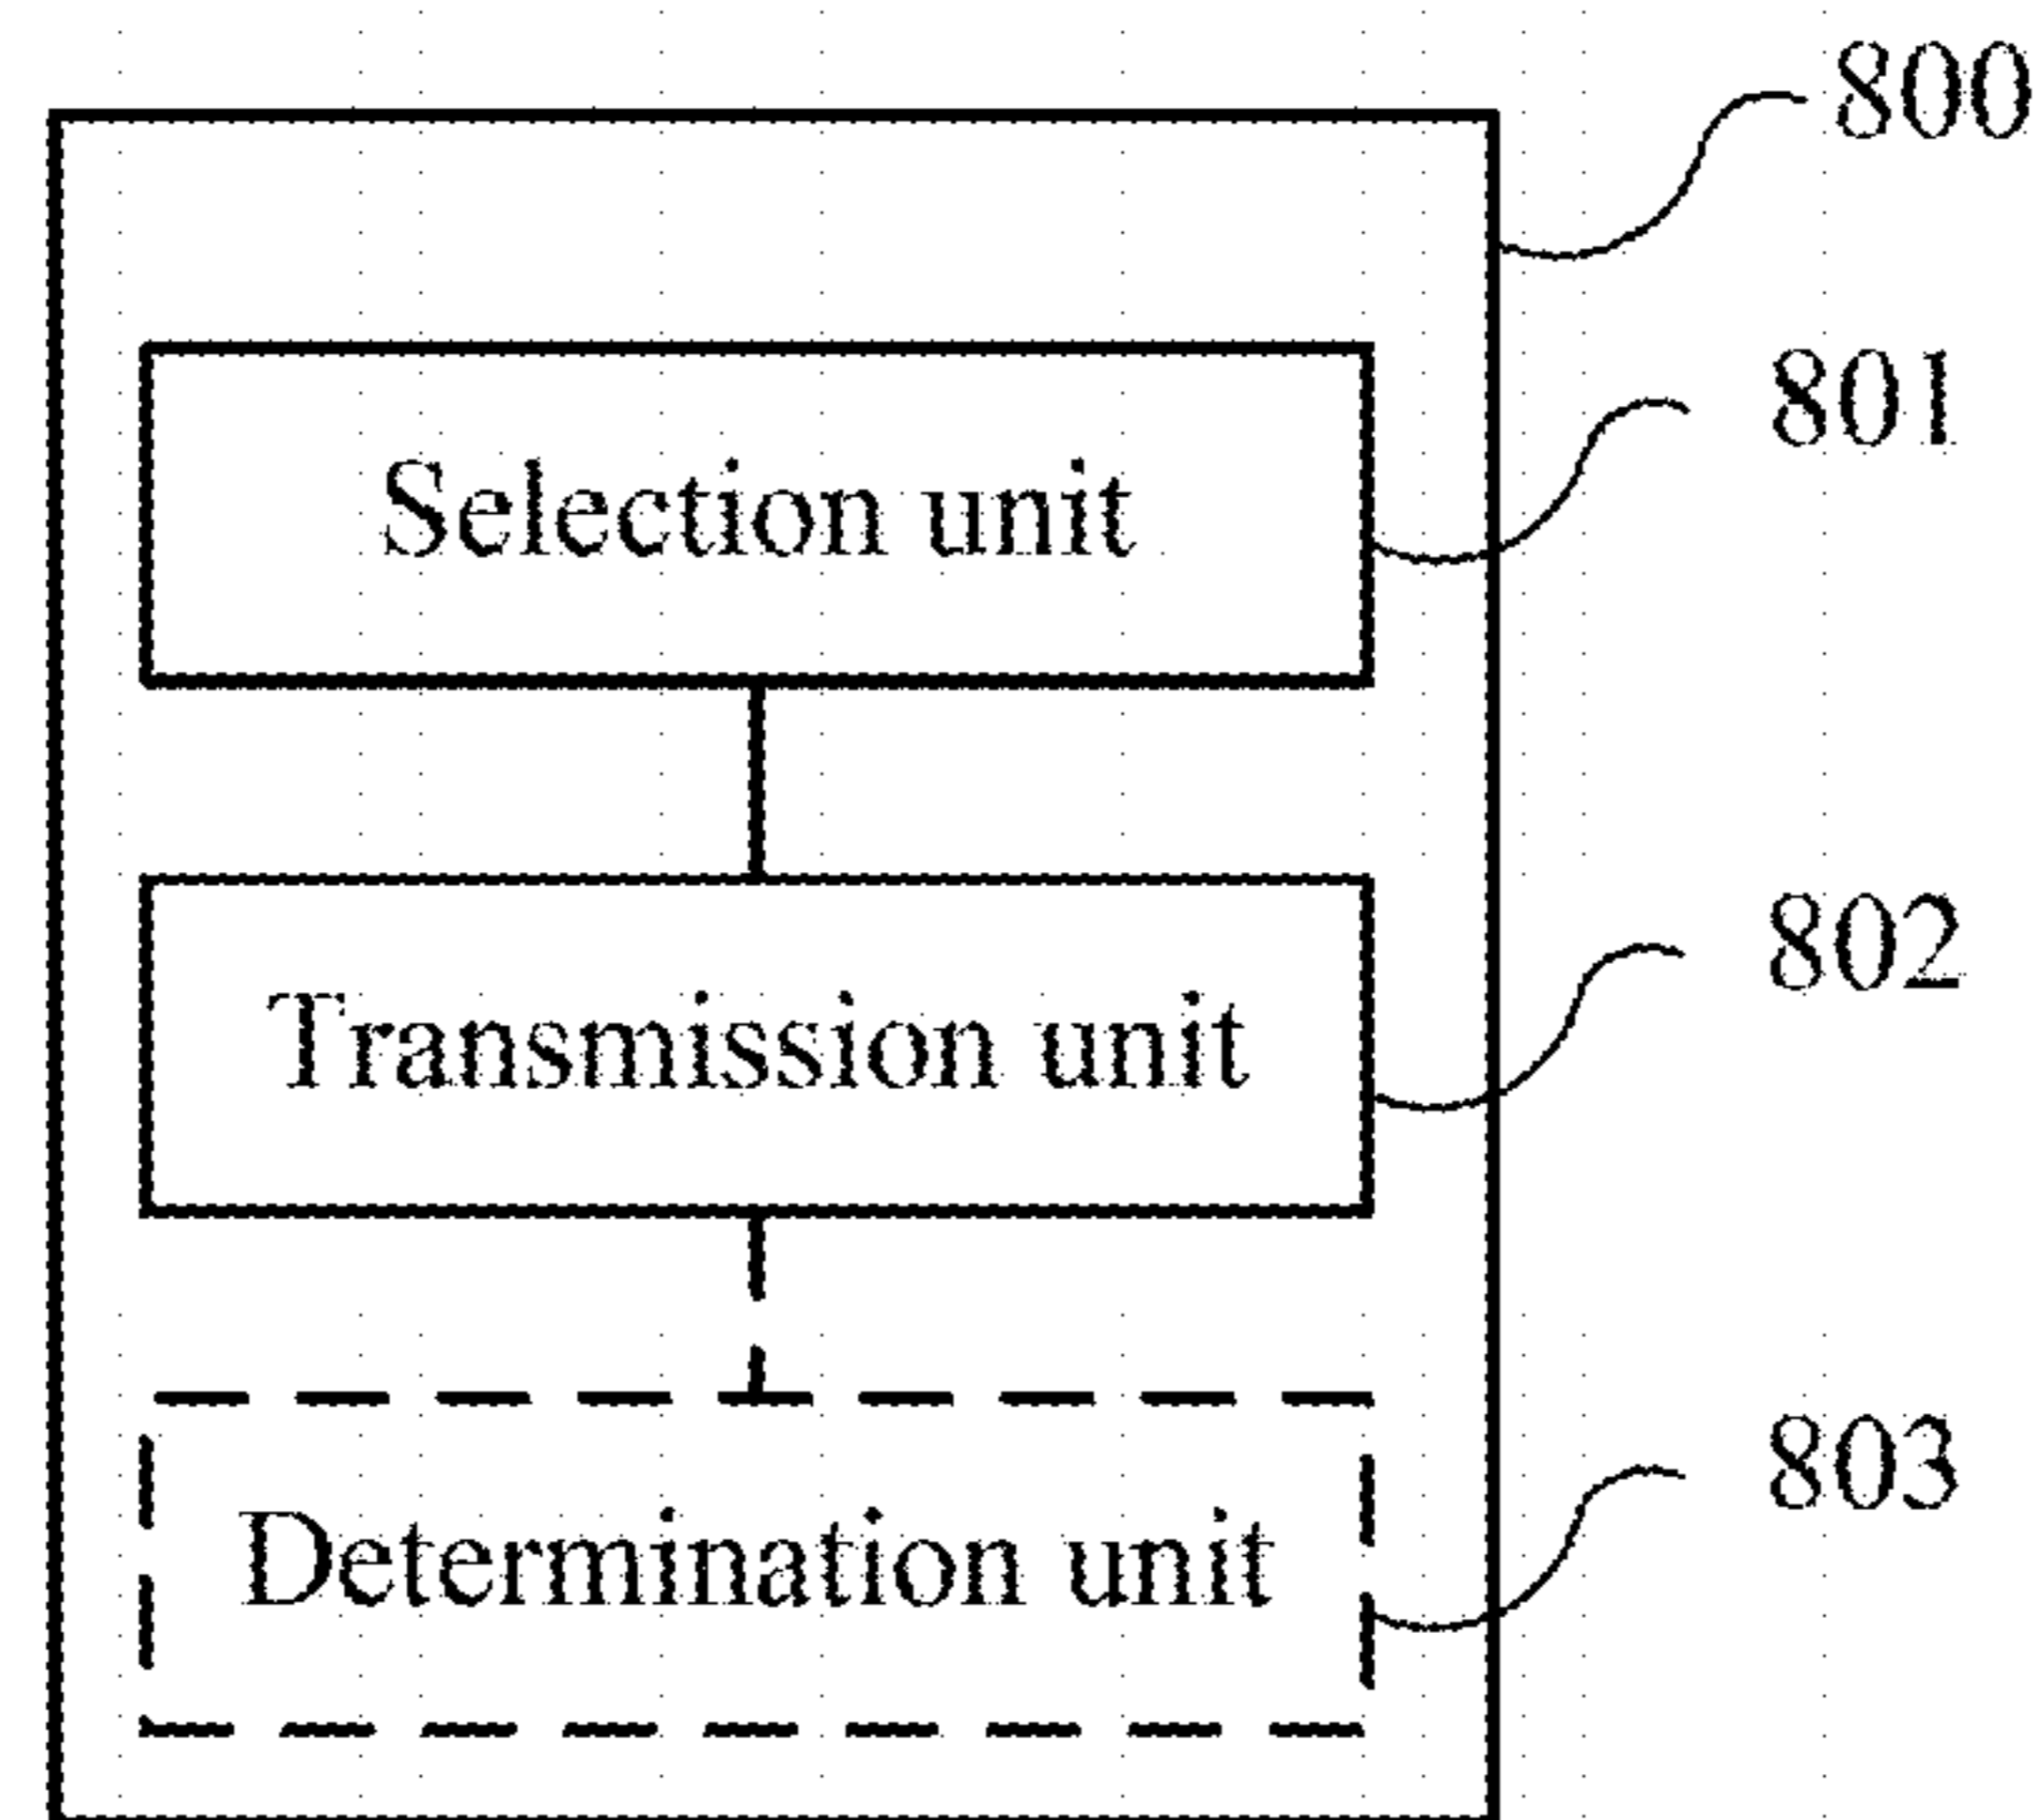 800
801
Selection unit
802
Transmission unit
803
Determination unit